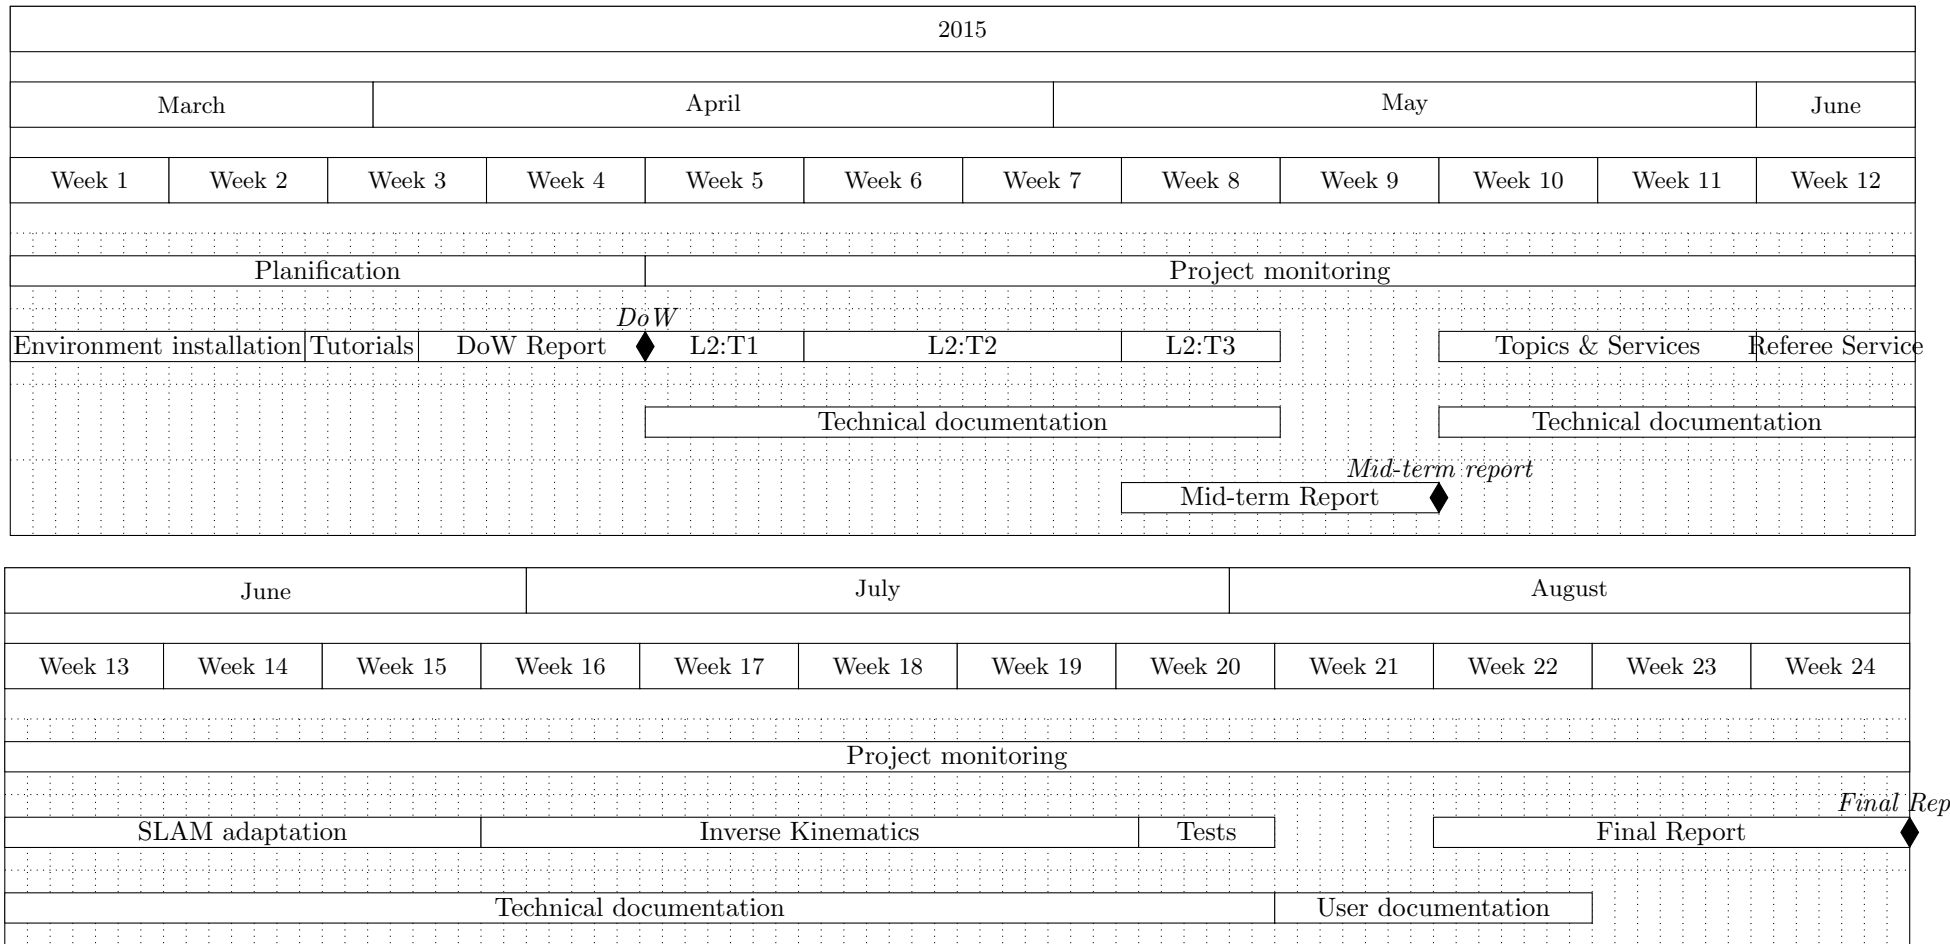 2015
March April May June
Week 1 Week 2 Week 3 Week 4 Week 5 Week 6 Week 7 Week 8 Week 9 Week 10 Week 11 Week 12
Planification Project monitoring
DoW
Environment installation Tutorials DoW Report L2:T1 L2:T2 L2:T3 Topics & Services Referee Service
Technical documentation Technical documentation
Mid-term report
Mid-term Report
June July August
Week 13 Week 14 Week 15 Week 16 Week 17 Week 18 Week 19 Week 20 Week 21 Week 22 Week 23 Week 24
Project monitoring
Final Rep
SLAM adaptation Inverse Kinematics Tests Final Report
Technical documentation User documentation